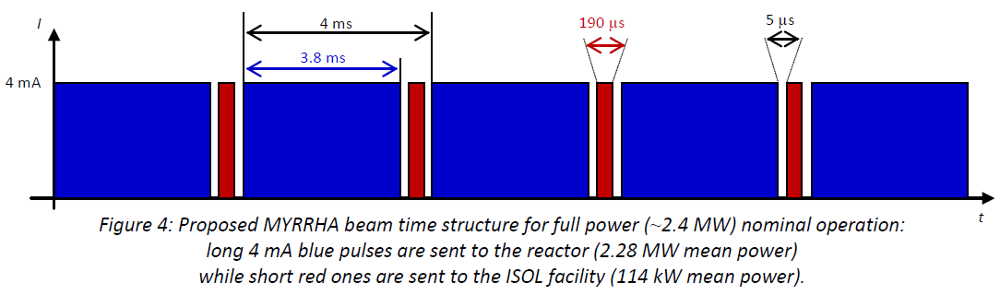 I
4 ms
190 µs
5 µs
3.8 ms
4 mA
t
Figure 4: Proposed MYRRHA beam time structure for full power (~2.4 MW) nominal operation:
long 4 mA blue pulses are sent to the reactor (2.28 MW mean power)
while short red ones are sent to the ISOL facility (114 kW mean power).